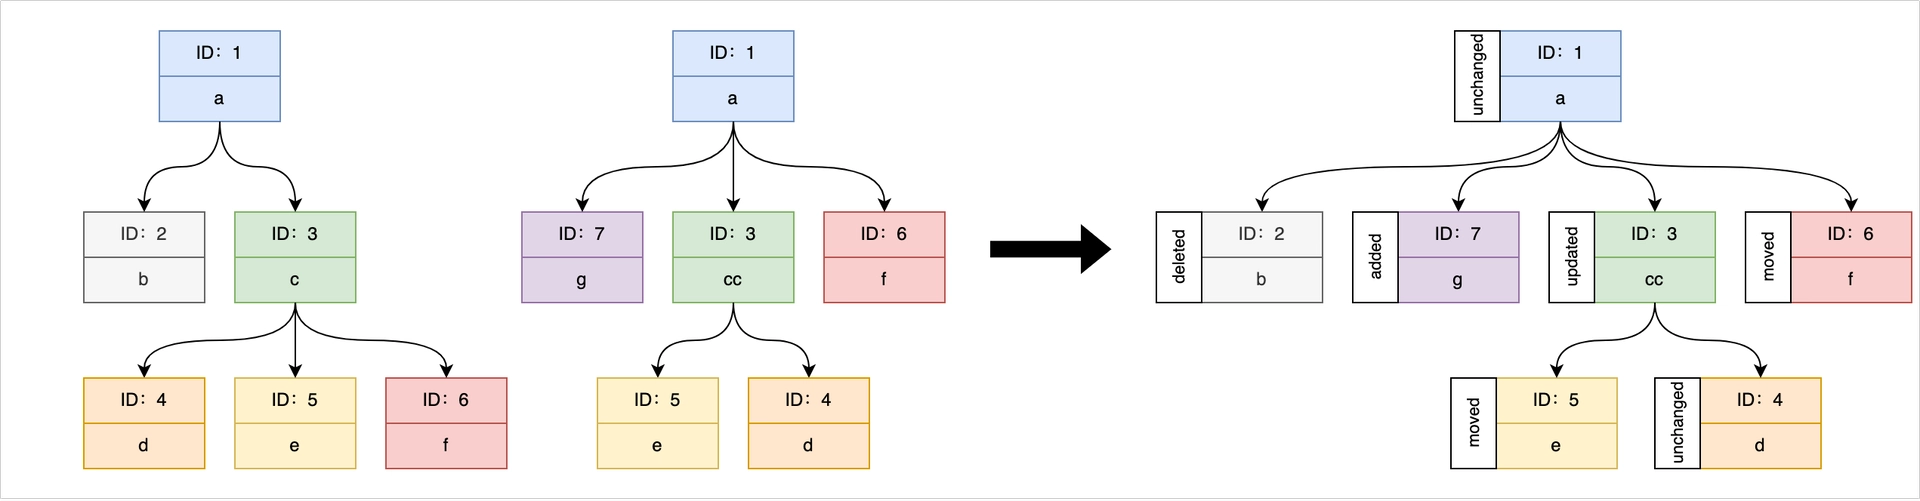 ID: 1
a
ID: 2
b
ID: 3
c
ID: 4
d
ID: 5
e
ID: 6
f
ID: 1
a
ID: 7
g
ID: 3
cc
ID: 6
f
ID: 5
e
ID: 4
d
unchanged
ID: 1
a
deleted
ID: 2
b
added
ID: 7
g
updated
ID: 3
cc
moved
ID: 6
f
moved
ID: 5
e
unchanged
ID: 4
d